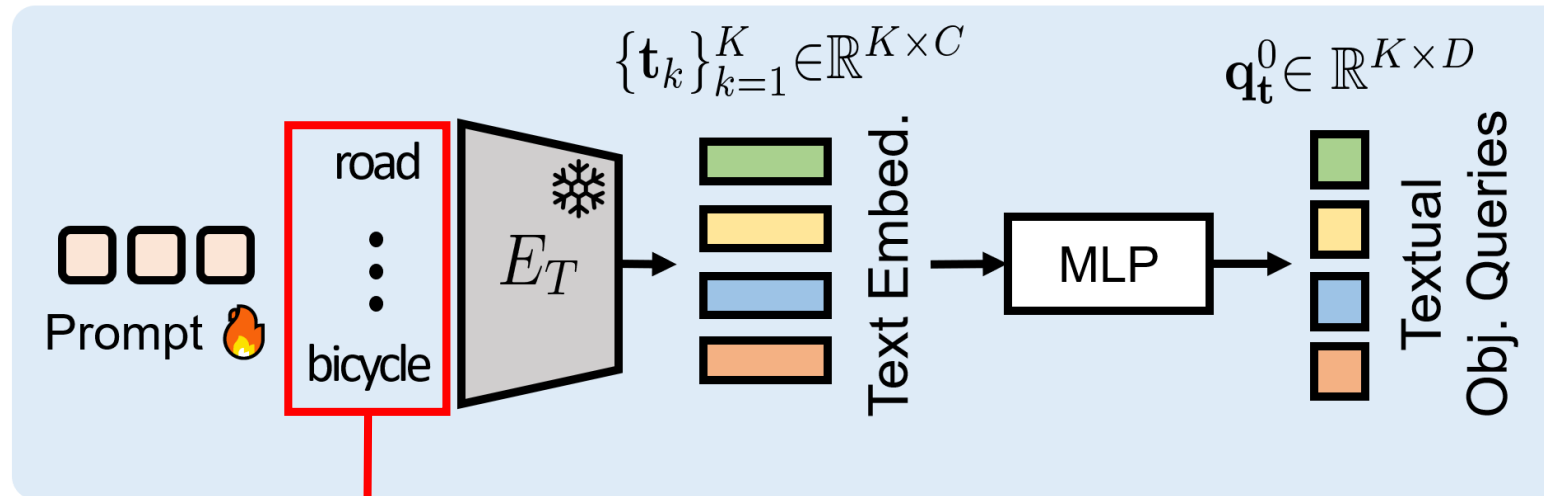 {t_k}_{k=1}^K ∈ ℝ^{K×C}
q_t^0 ∈ ℝ^{K×D}
Prompt
road
bicycle
E_T
Text Embed.
MLP
Textual
Obj. Queries